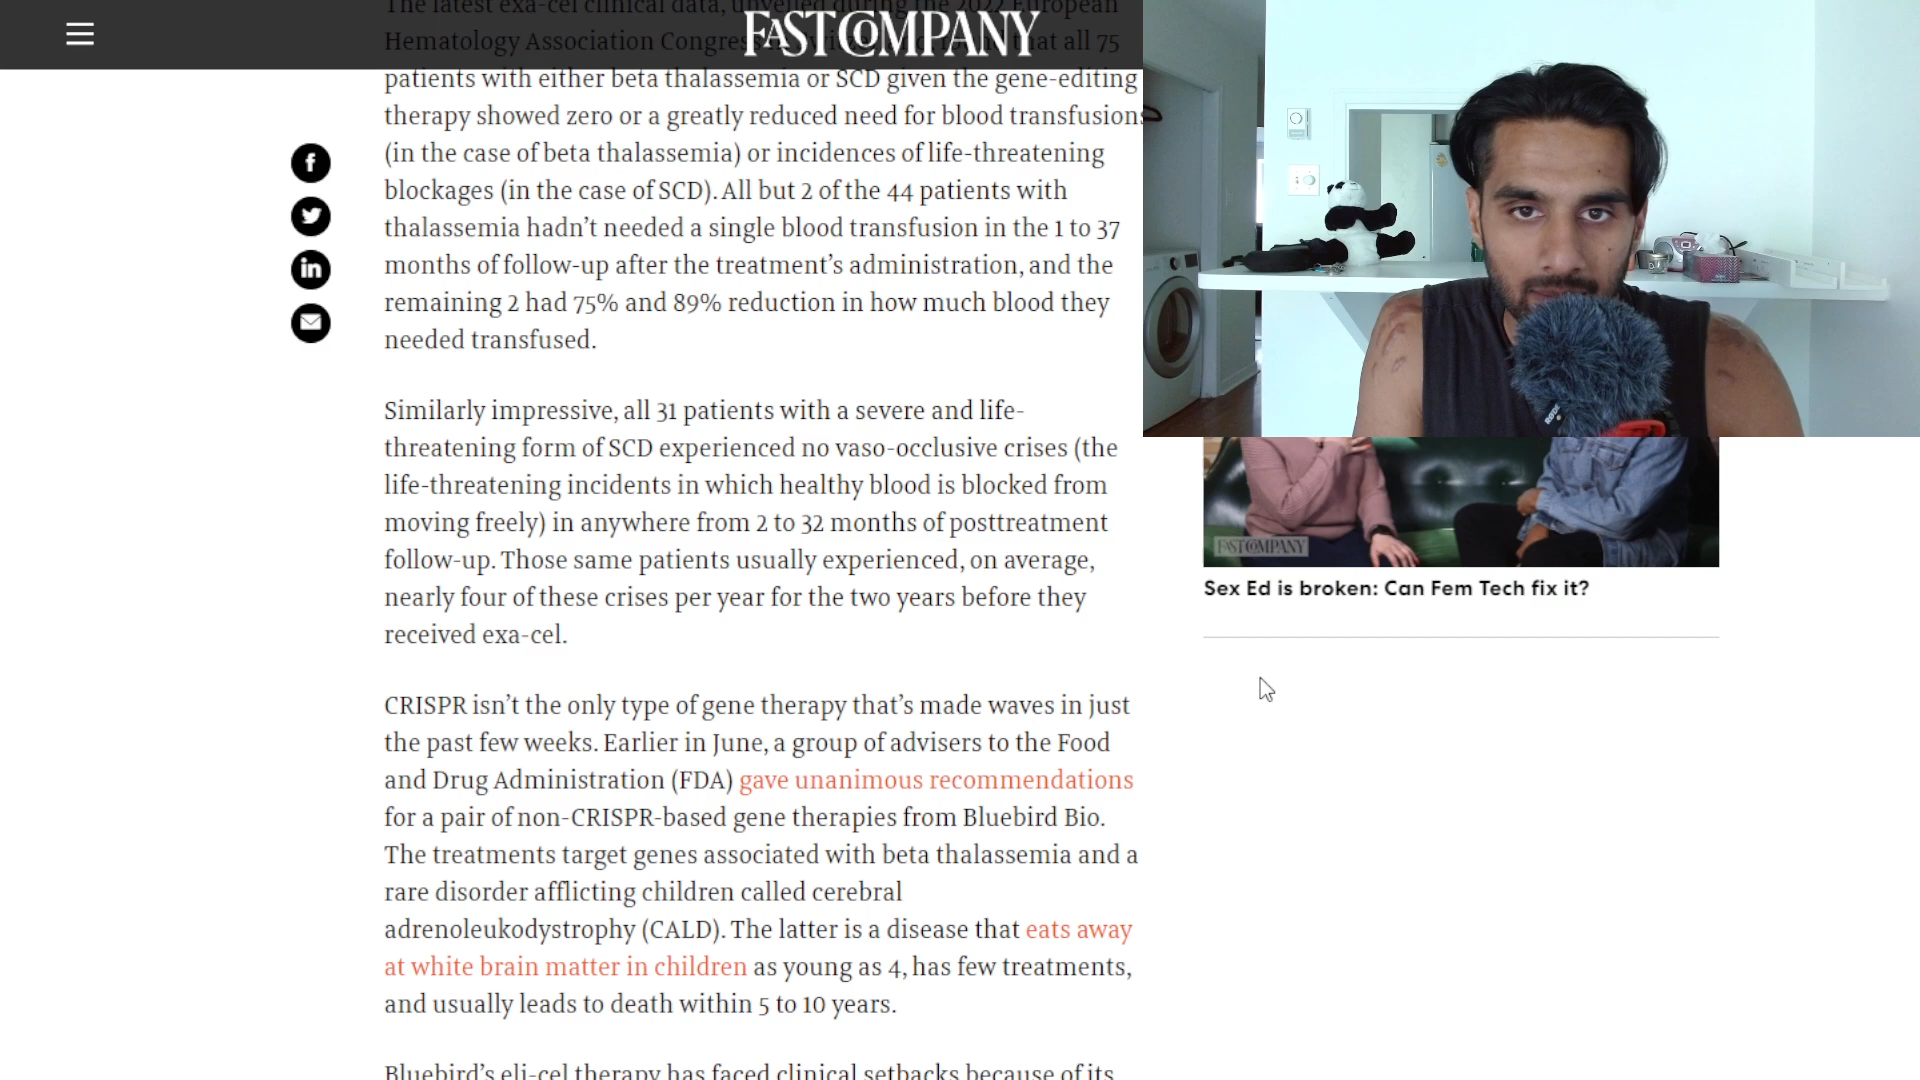 The latest exa-cel clinical data, unveiled during the 2022 European
FAST COMPANY
Hematology Association Congress that all 75
patients with either beta thalassemia or SCD given the gene-editing
therapy showed zero or a greatly reduced need for blood transfusions
(in the case of beta thalassemia) or incidences of life-threatening
blockages (in the case of SCD). All but 2 of the 44 patients with
thalassemia hadn’t needed a single blood transfusion in the 1 to 37
months of follow-up after the treatment’s administration, and the
remaining 2 had 75% and 89% reduction in how much blood they
needed transfused.
Similarly impressive, all 31 patients with a severe and life-
threatening form of SCD experienced no vaso-occlusive crises (the
life-threatening incidents in which healthy blood is blocked from
moving freely) in anywhere from 2 to 32 months of posttreatment
follow-up. Those same patients usually experienced, on average,
nearly four of these crises per year for the two years before they
received exa-cel.
CRISPR isn’t the only type of gene therapy that’s made waves in just
the past few weeks. Earlier in June, a group of advisers to the Food
and Drug Administration (FDA) gave unanimous recommendations
for a pair of non-CRISPR-based gene therapies from Bluebird Bio.
The treatments target genes associated with beta thalassemia and a
rare disorder afflicting children called cerebral
adrenoleukodystrophy (CALD). The latter is a disease that eats away
at white brain matter in children as young as 4, has few treatments,
and usually leads to death within 5 to 10 years.
Bluebird’s eli-cel therapy has faced clinical setbacks because of its
RØDE
FAST COMPANY
Sex Ed is broken: Can Fem Tech fix it?